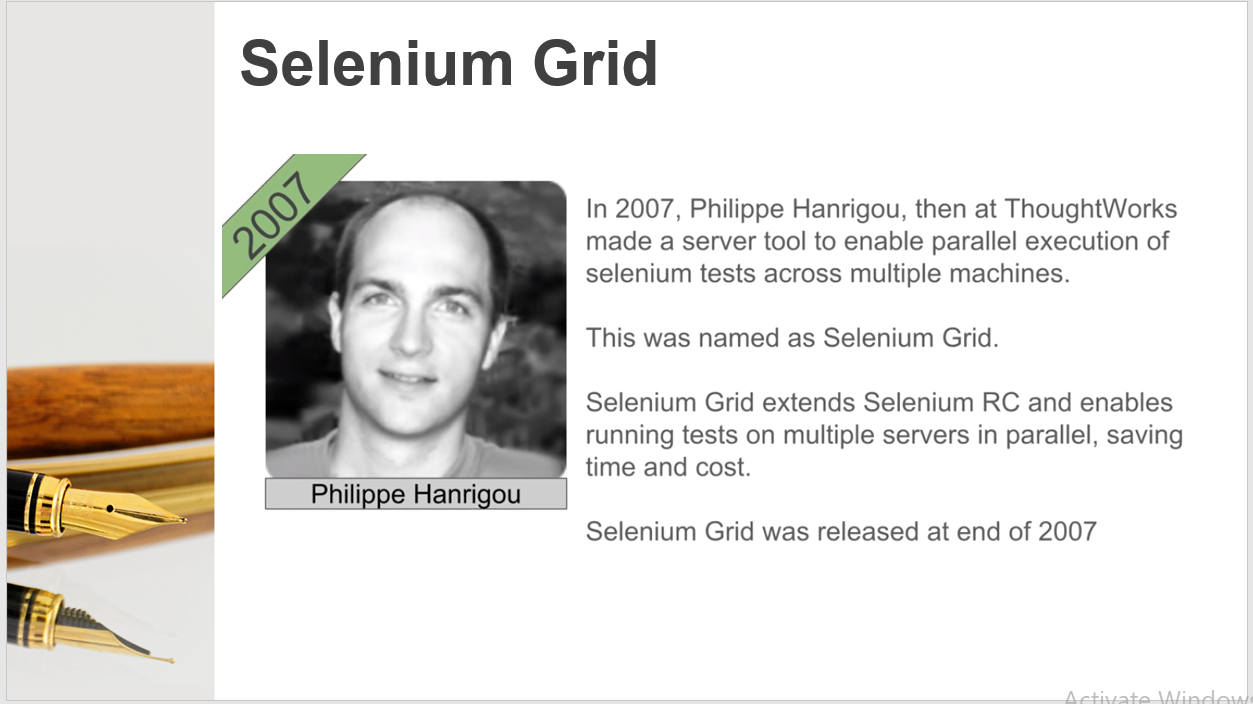 Selenium Grid
2007
Philippe Hanrigou
In 2007, Philippe Hanrigou, then at ThoughtWorks
made a server tool to enable parallel execution of
selenium tests across multiple machines.
This was named as Selenium Grid.
Selenium Grid extends Selenium RC and enables
running tests on multiple servers in parallel, saving
time and cost.
Selenium Grid was released at end of 2007
Activate Windows